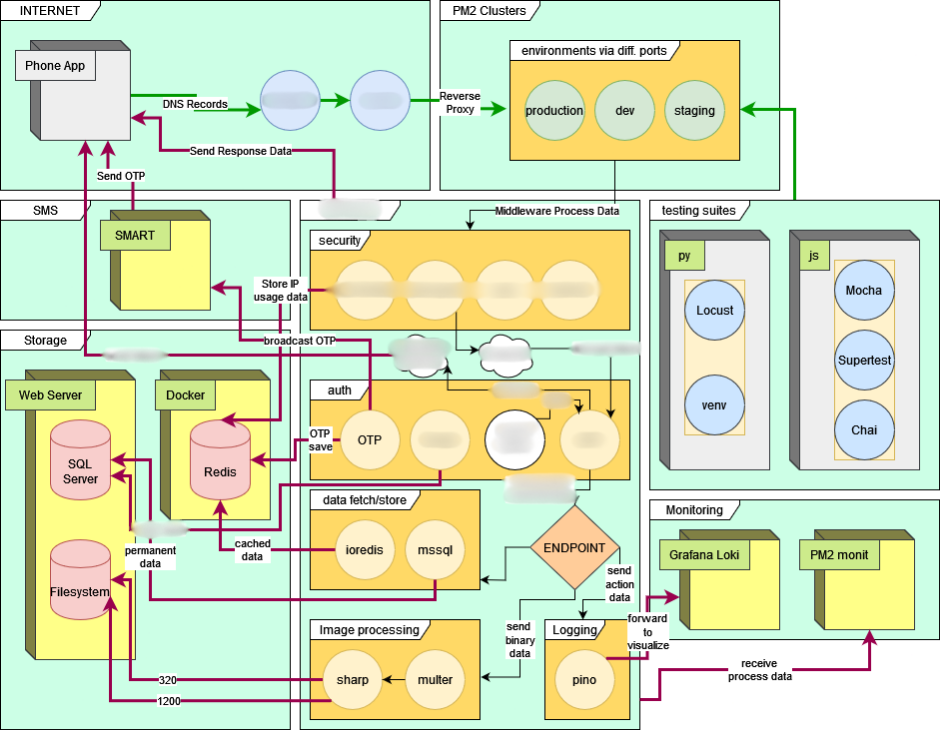 INTERNET
PM2 Clusters
Phone App
environments via diff. ports
DNS Records
Reverse
Proxy
production
dev
staging
Send Response Data
Send OTP
SMS
SMART
Middleware Process Data
testing suites
security
py
js
Store IP
usage data
Locust
Mocha
Supertest
venv
Chai
broadcast OTP
Storage
Web Server
Docker
auth
SQL
Server
Redis
OTP
save
OTP
data fetch/store
ioredis
mssql
cached
data
permanent
data
ENDPOINT
Monitoring
Grafana Loki
PM2 monit
Filesystem
send
action
data
forward
to
visualize
send
binary
data
Image processing
Logging
sharp
multer
pino
320
1200
receive
process data